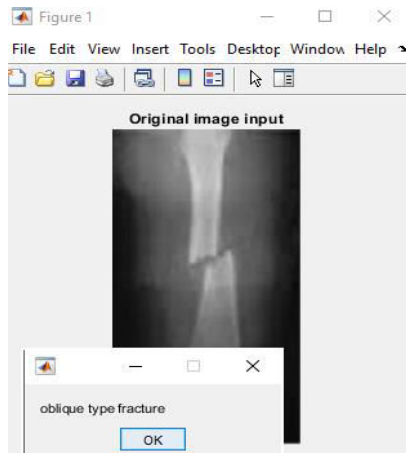 Figure 1
File Edit View Insert Tools Desktop Window Help
Original image input
oblique type fracture
OK